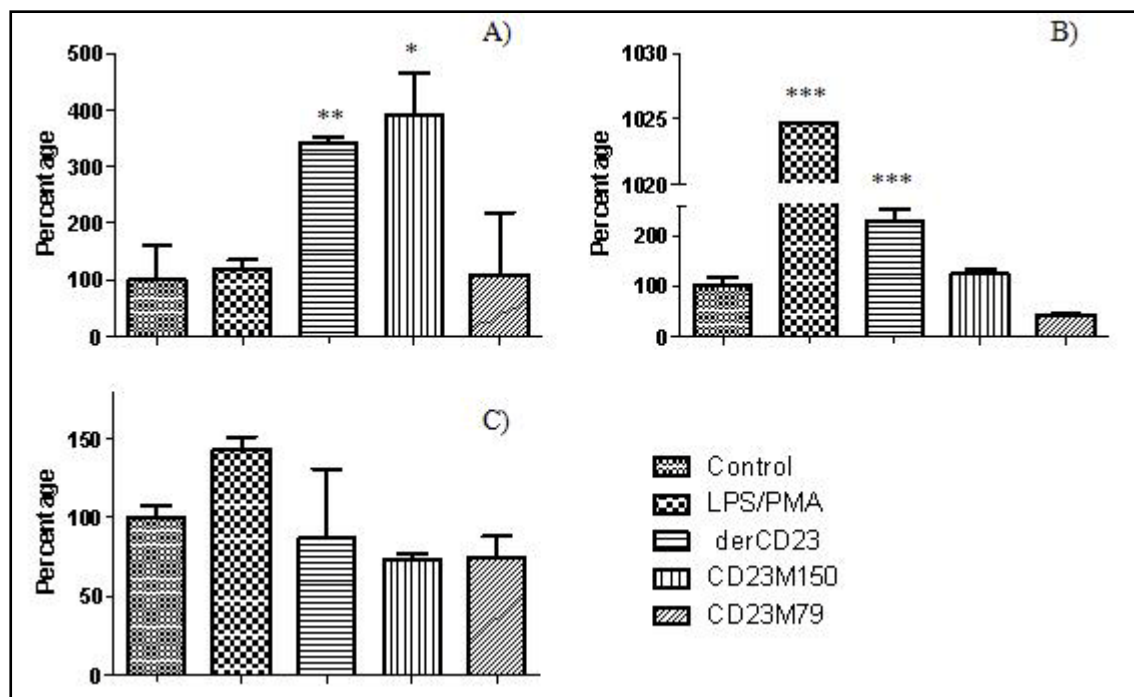 A)
500
400
300
200
100
0
Percentage
*
**
B)
1030
1025
1020
200
100
0
Percentage
***
***
C)
150
100
50
0
Percentage
Control
LPS/PMA
derCD23
CD23M150
CD23M79